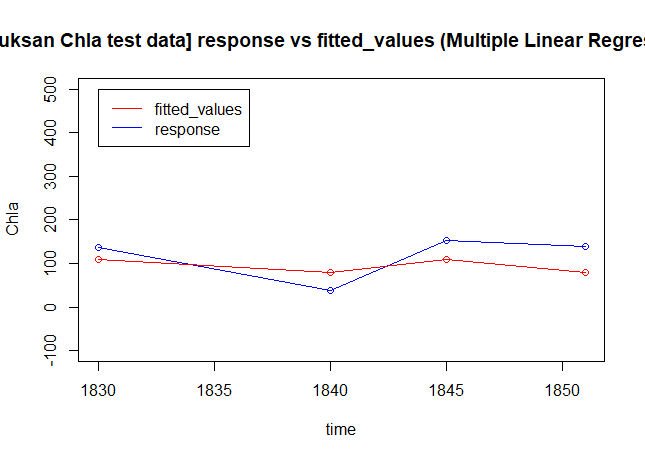 uksan Chla test data] response vs fitted_values (Multiple Linear Regres
500
400
300
200
100
0
-100
Chla
fitted_values
response
1830 1835 1840 1845 1850
time